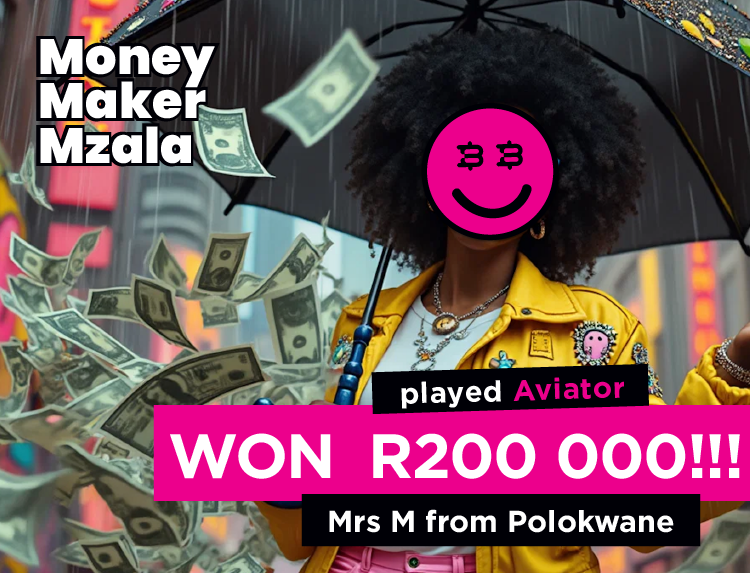 Money
Maker
Mzala
played Aviator
WON R200 000!!!
Mrs M from Polokwane